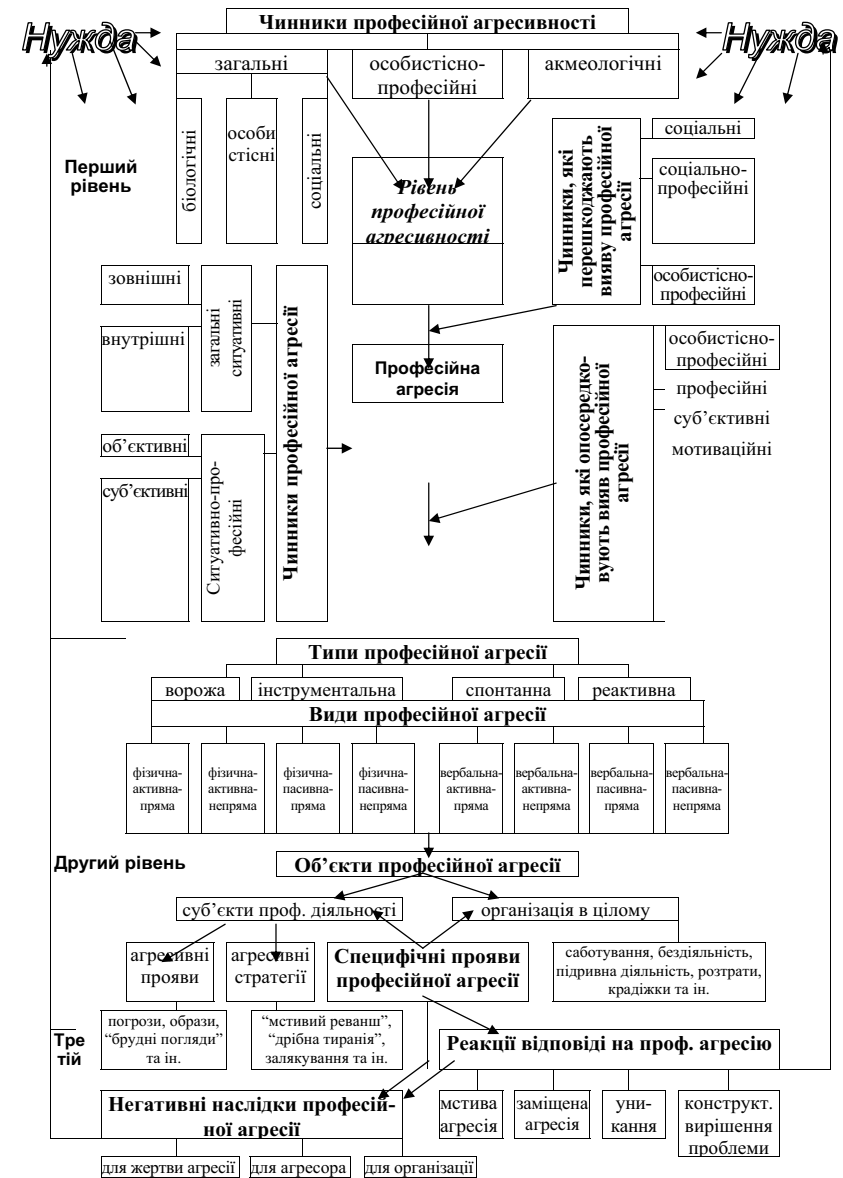 Чинники професійної агресивності
Нужда
Нужда
загальні
особистісно-
професійні
акмеологічні
біологічні
особи
стісні
соціальні
Перший
рівень
Рівень
професійної
агресивності
Чинники, які
перешкоджають
вияву професійної
агресії
соціальні
соціально-
професійні
особистісно-
професійні
зовнішні
внутрішні
загальні
ситуативні
об’єктивні
суб’єктивні
Ситуативно-про-
фесійні
Чинники професійної агресії
Професійна
агресія
Чинники, які опосередко-
вують вияв професійної
агресії
особистісно-
професійні
професійні
суб’єктивні
мотиваційні
Типи професійної агресії
ворожа
інструментальна
спонтанна
реактивна
Види професійної агресії
фізична-
активна-
пряма
фізична-
активна-
непряма
фізична-
пасивна-
пряма
фізична-
пасивна-
непряма
вербальна-
активна-
пряма
вербальна-
активна-
непряма
вербальна-
пасивна-
пряма
вербальна-
пасивна-
непряма
Другий рівень
Об’єкти професійної агресії
суб’єкти проф. діяльності
організація в цілому
агресивні
прояви
агресивні
стратегії
Специфічні прояви
професійної агресії
саботування, бездіяльність,
підривна діяльність, розтрати,
крадіжки та ін.
погрози, образи,
“брудні погляди”
та ін.
“мстивий реванш”,
“дрібна тиранія”,
залякування та ін.
Тре
тій
Реакції відповіді на проф. агресію
Негативні наслідки професій-
ної агресії
мстива
агресія
заміщена
агресія
уни-
кання
конструкт.
вирішення
проблеми
для жертви агресії
для агресора
для організації